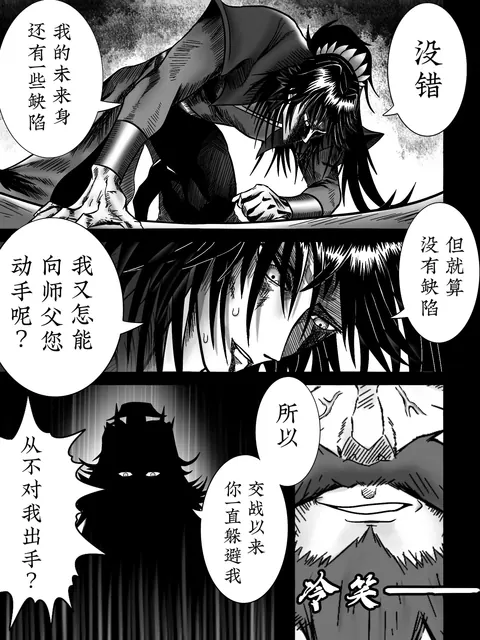 没错
我的未来身
还有一些缺陷
但就算
没有缺陷
我又怎能
向师父您
动手呢？
所以
交战以来
你一直躲避我
从不对我出手？
冷笑——